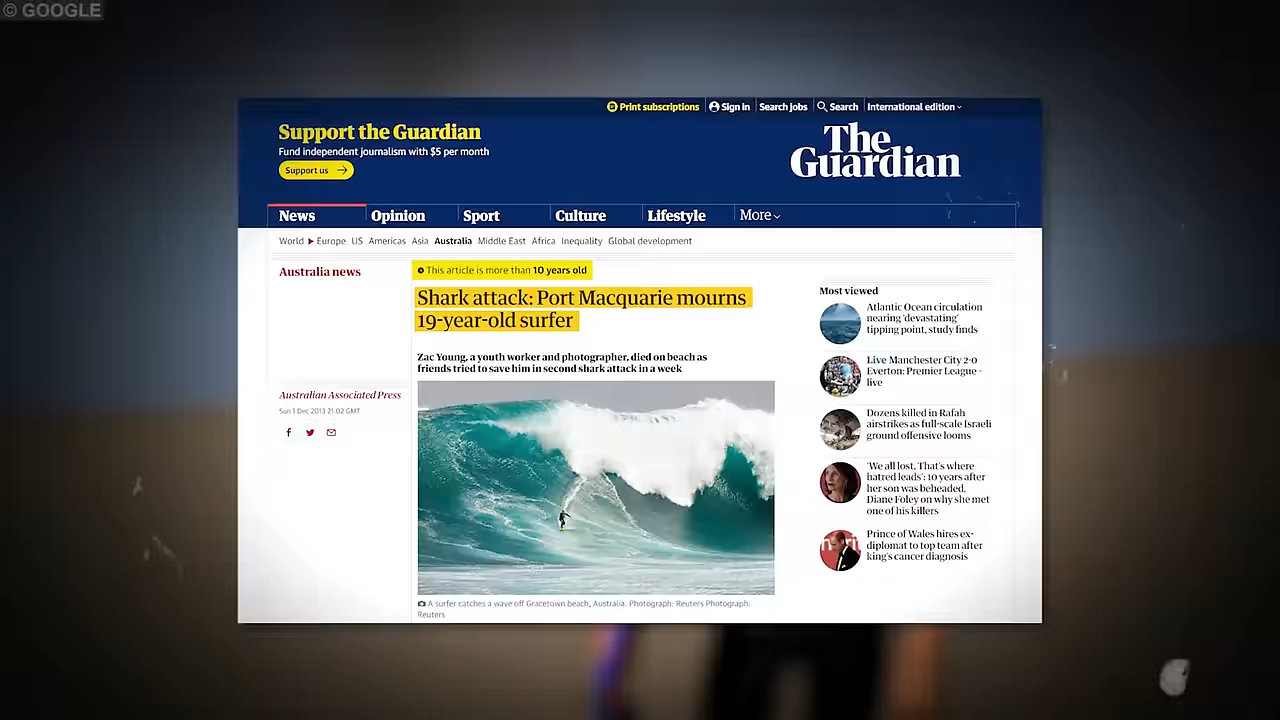 © GOOGLE
Print subscriptions
Sign in
Search jobs
Search
International edition
Support the Guardian
Fund independent journalism with $5 per month
Support us
The
Guardian
News
Opinion
Sport
Culture
Lifestyle
More
World
Europe
US
Americas
Asia
Australia
Middle East
Africa
Inequality
Global development
Australia news
This article is more than 10 years old
Shark attack: Port Macquarie mourns
19-year-old surfer
Zac Young, a youth worker and photographer, died on beach as
friends tried to save him in second shark attack in a week
Australian Associated Press
Sun 1 Dec 2013 21.02 GMT
A surfer catches a wave off Gracetown beach, Australia. Photograph: Reuters Photograph:
Reuters
Most viewed
Atlantic Ocean circulation
nearing 'devastating'
tipping point, study finds
Live Manchester City 2-0
Everton: Premier League –
live
Dozens killed in Rafah
airstrikes as full-scale Israeli
ground offensive looms
'We all lost. That's where
hatred leads': 10 years after
her son was beheaded,
Diane Foley on why she met
one of his killers
Prince of Wales hires ex-
diplomat to top team after
king's cancer diagnosis